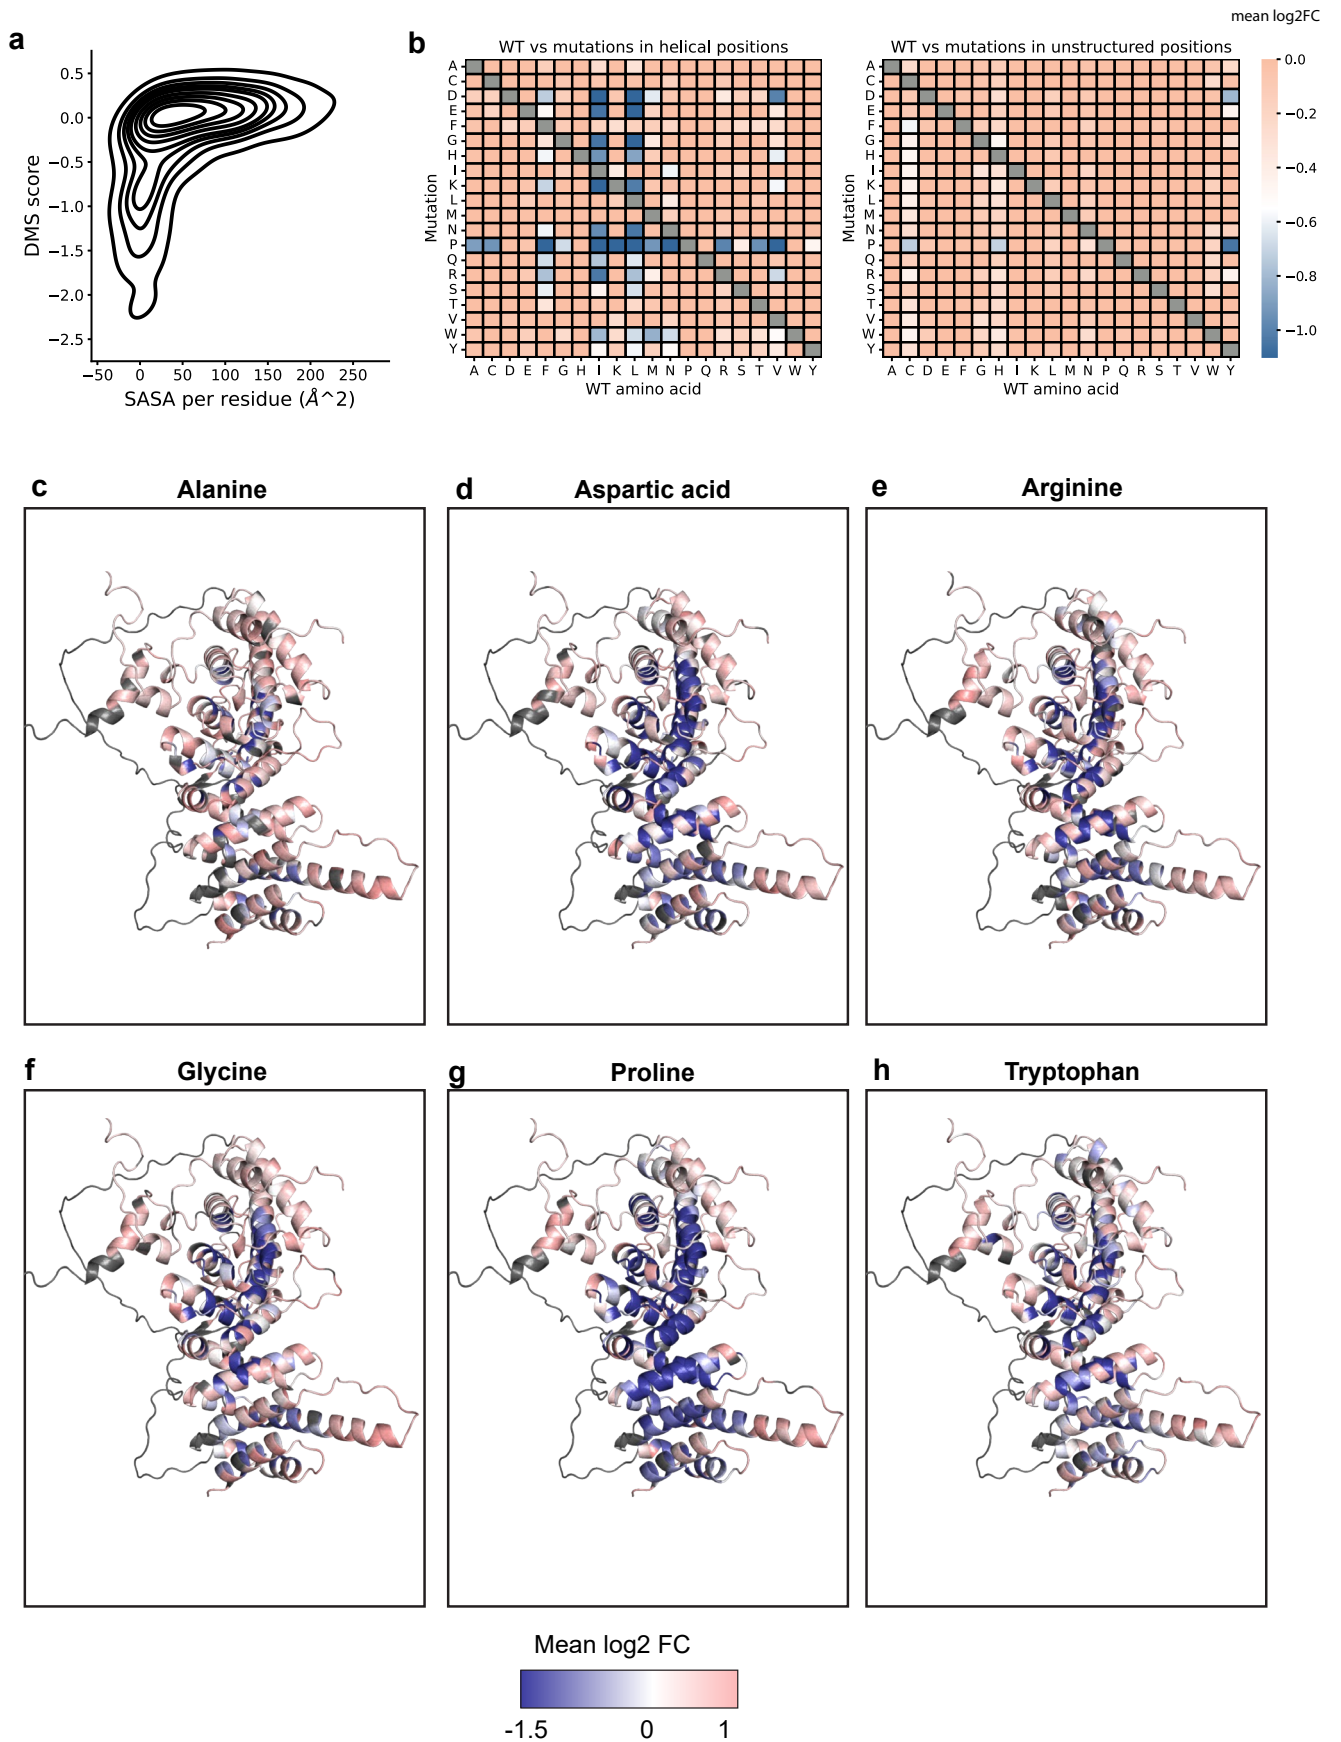 mean log2FC
a
b
WT vs mutations in helical positions
WT vs mutations in unstructured positions
0.5
0.0
−0.5
−1.0
−1.5
−2.0
−2.5
DMS score
−50 0 50 100 150 200 250
SASA per residue (Å^2)
A
C
D
E
F
G
H
I
K
L
M
N
P
Q
R
S
T
V
W
Y
Mutation
A C D E F G H I K L M N P Q R S T V W Y
WT amino acid
A
C
D
E
F
G
H
I
K
L
M
N
P
Q
R
S
T
V
W
Y
Mutation
A C D E F G H I K L M N P Q R S T V W Y
WT amino acid
0.0
−0.2
−0.4
−0.6
−0.8
−1.0
c Alanine
d Aspartic acid
e Arginine
f Glycine
g Proline
h Tryptophan
Mean log2 FC
-1.5 0 1